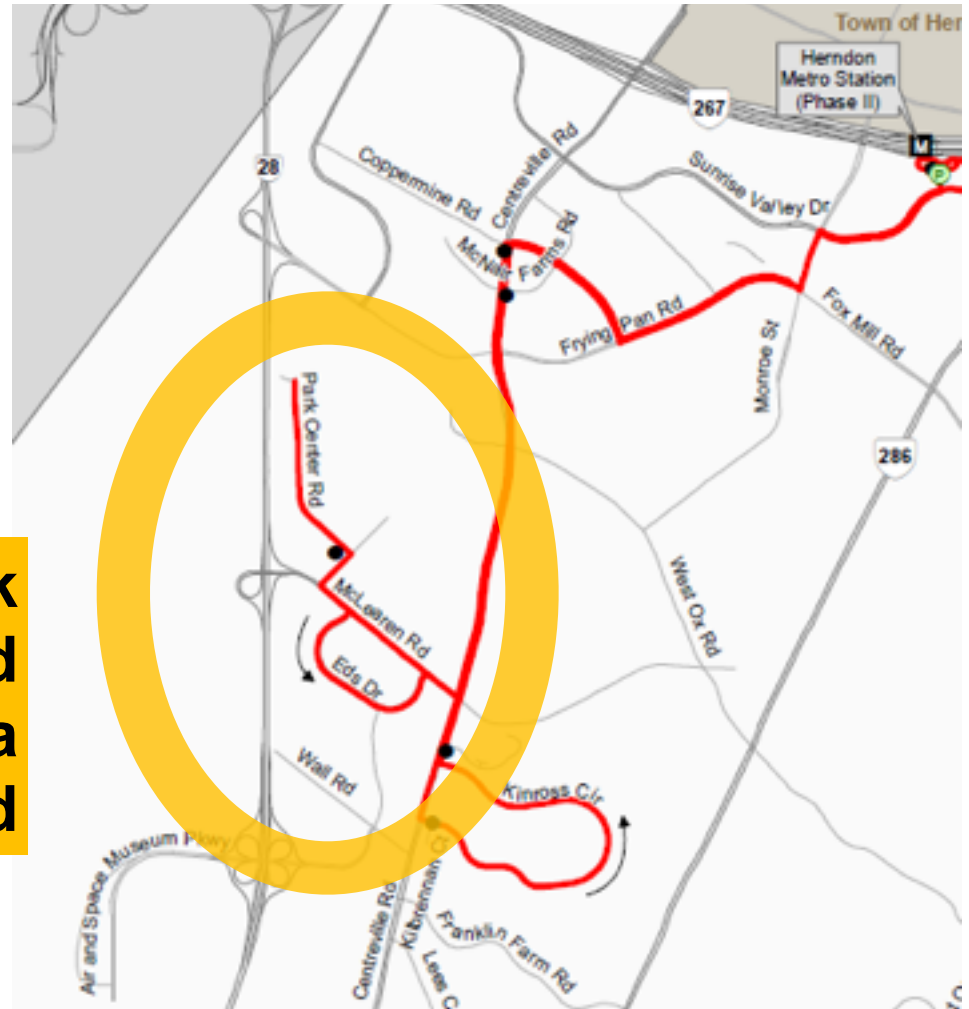 Town of Her
Herndon
Metro Station
(Phase II)
267
M
P
28
Coppermine Rd
Centreville Rd
Sunrise Valley Dr
McNair Farms Rd
Frying Pan Rd
Fox Mill Rd
Monroe St
286
Park Center Rd
k
d
a
d
McLearen Rd
West Ox Rd
Eds Dr
Wall Rd
Kinross Cir
Air and Space Museum Pkwy
Centreville Rd
Kilbrennan Ct
Franklin Farm Rd
Lees C